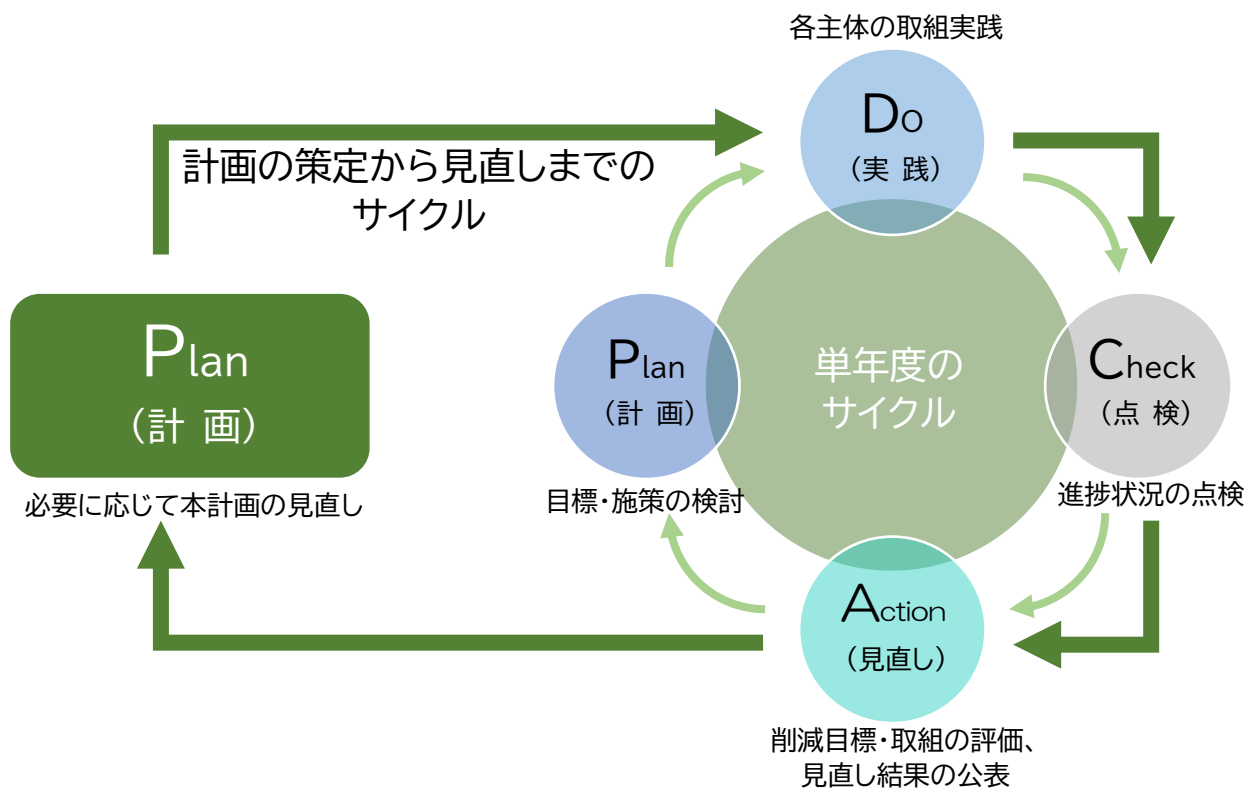 各主体の取組実践
Do
（実 践）
計画の策定から見直しまでの
サイクル
Plan
（計 画）
必要に応じて本計画の見直し
Plan
（計 画）
目標・施策の検討
単年度の
サイクル
Check
（点 検）
進捗状況の点検
Action
（見直し）
削減目標・取組の評価、
見直し結果の公表